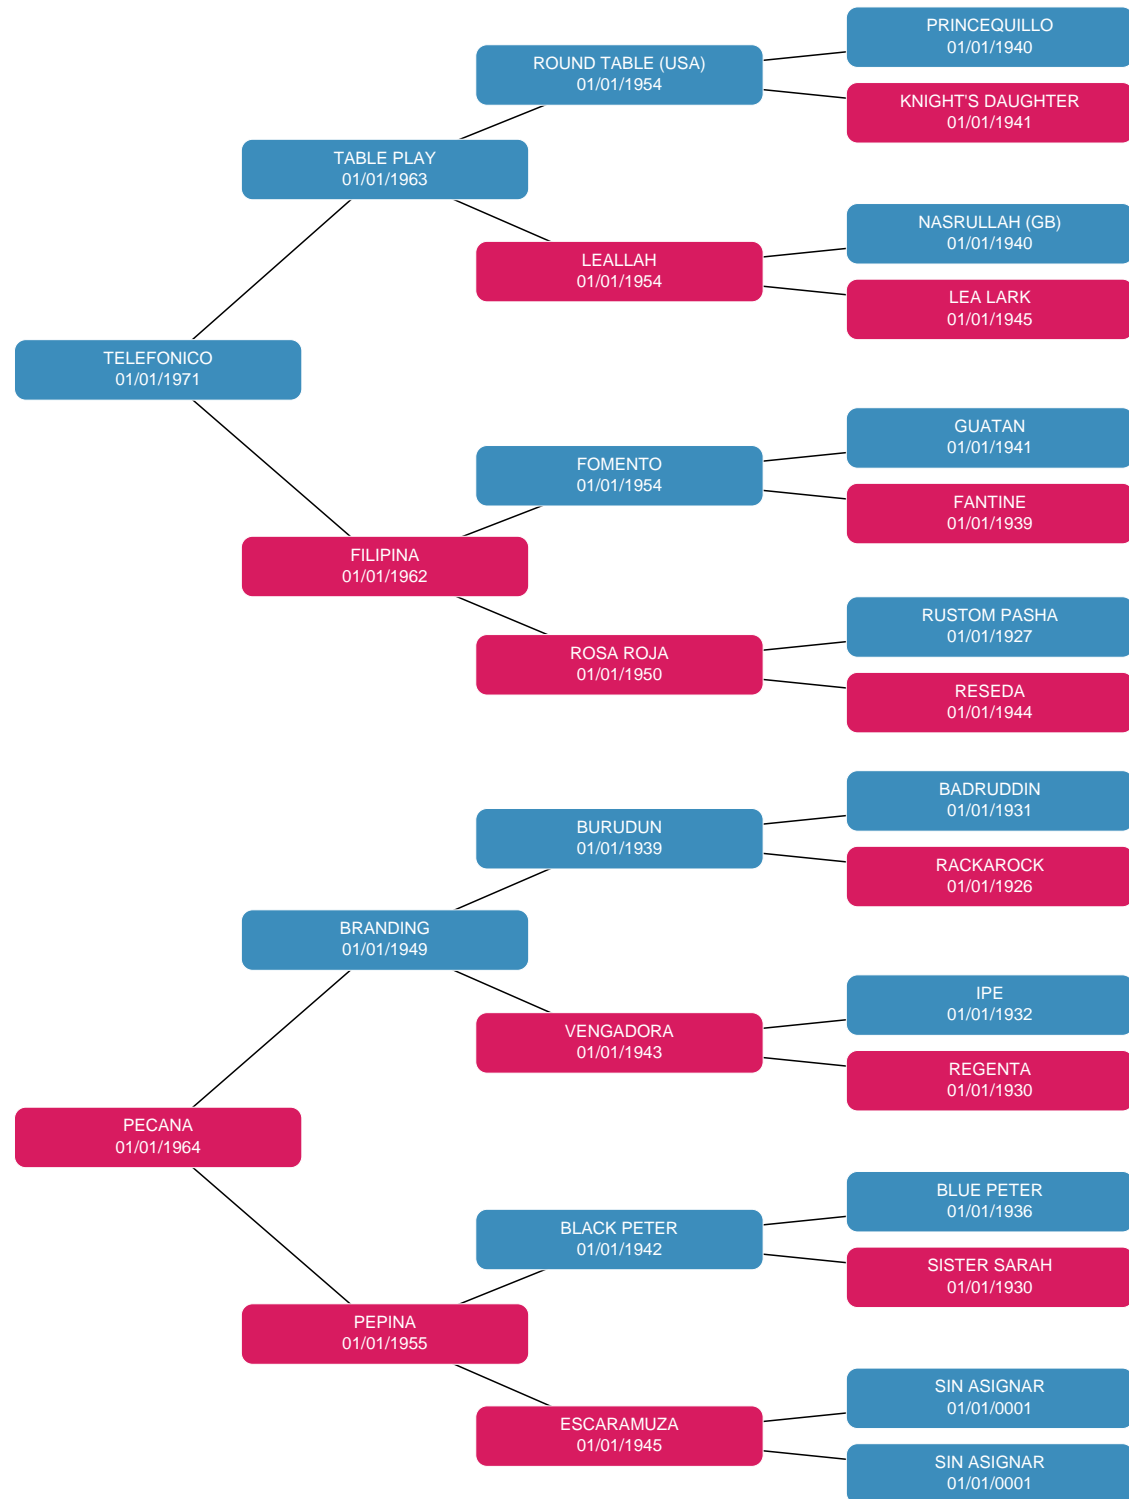 PRINCEQUILLO
01/01/1940
ROUND TABLE (USA)
01/01/1954
KNIGHT'S DAUGHTER
01/01/1941
TABLE PLAY
01/01/1963
NASRULLAH (GB)
01/01/1940
LEALLAH
01/01/1954
LEA LARK
01/01/1945
TELEFONICO
01/01/1971
GUATAN
01/01/1941
FOMENTO
01/01/1954
FANTINE
01/01/1939
FILIPINA
01/01/1962
RUSTOM PASHA
01/01/1927
ROSA ROJA
01/01/1950
RESEDA
01/01/1944
BADRUDDIN
01/01/1931
BURUDUN
01/01/1939
RACKAROCK
01/01/1926
BRANDING
01/01/1949
IPE
01/01/1932
VENGADORA
01/01/1943
REGENTA
01/01/1930
PECANA
01/01/1964
BLUE PETER
01/01/1936
BLACK PETER
01/01/1942
SISTER SARAH
01/01/1930
PEPINA
01/01/1955
SIN ASIGNAR
01/01/0001
ESCARAMUZA
01/01/1945
SIN ASIGNAR
01/01/0001